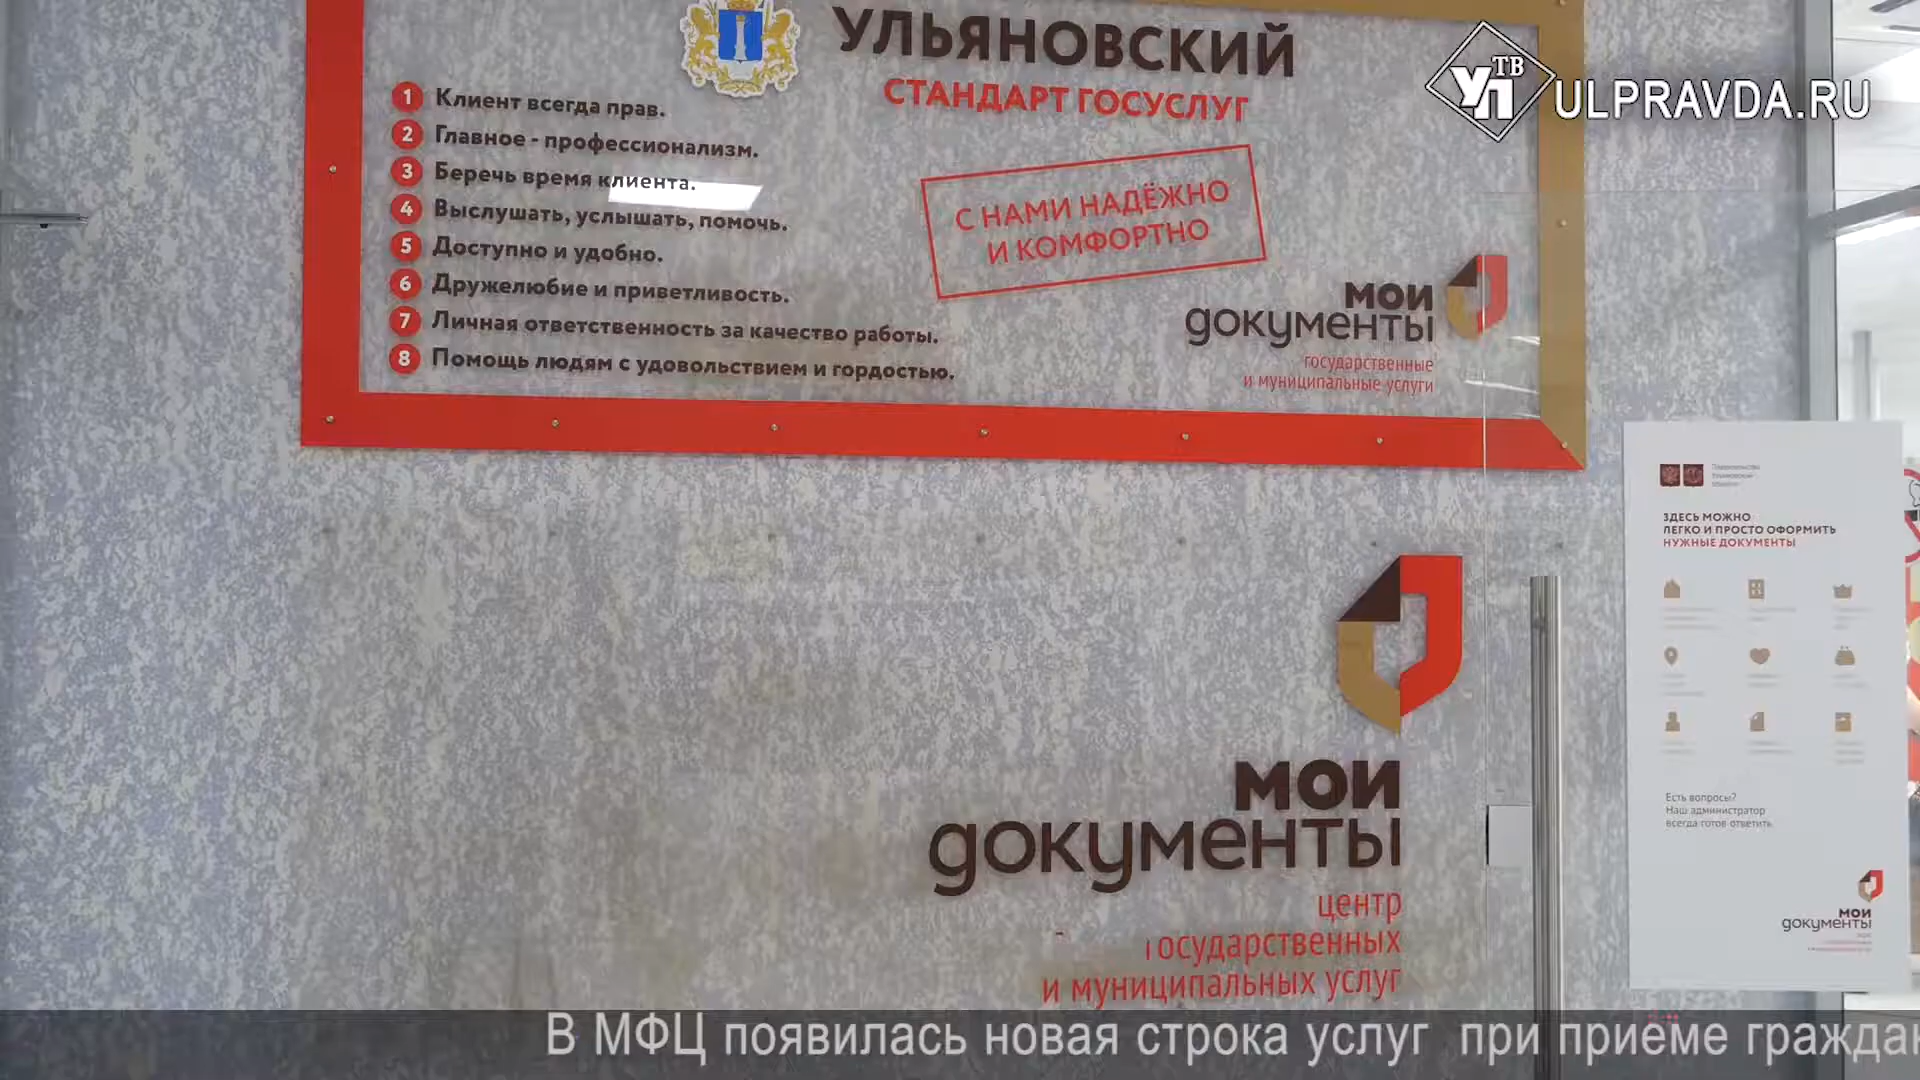 УЛЬЯНОВСКИЙ
СТАНДАРТ ГОСУСЛУГ
1 Клиент всегда прав.
2 Главное - профессионализм.
3 Беречь время клиента.
4 Выслушать, услышать, помочь.
5 Доступно и удобно.
6 Дружелюбие и приветливость.
7 Личная ответственность за качество работы.
8 Помощь людям с удовольствием и гордостью.
С НАМИ НАДЁЖНО
И КОМФОРТНО
мои
документы
государственные
и муниципальные услуги
УП ТВ
ULPRAVDA.RU
мои
документы
центр
государственных
и муниципальных услуг
ЗДЕСЬ МОЖНО
ЛЕГКО И ПРОСТО ОФОРМИТЬ
НУЖНЫЕ ДОКУМЕНТЫ
Есть вопросы?
Наш администратор
всегда готов ответить
мои
документы
В МФЦ появилась новая строка услуг при приеме граждан